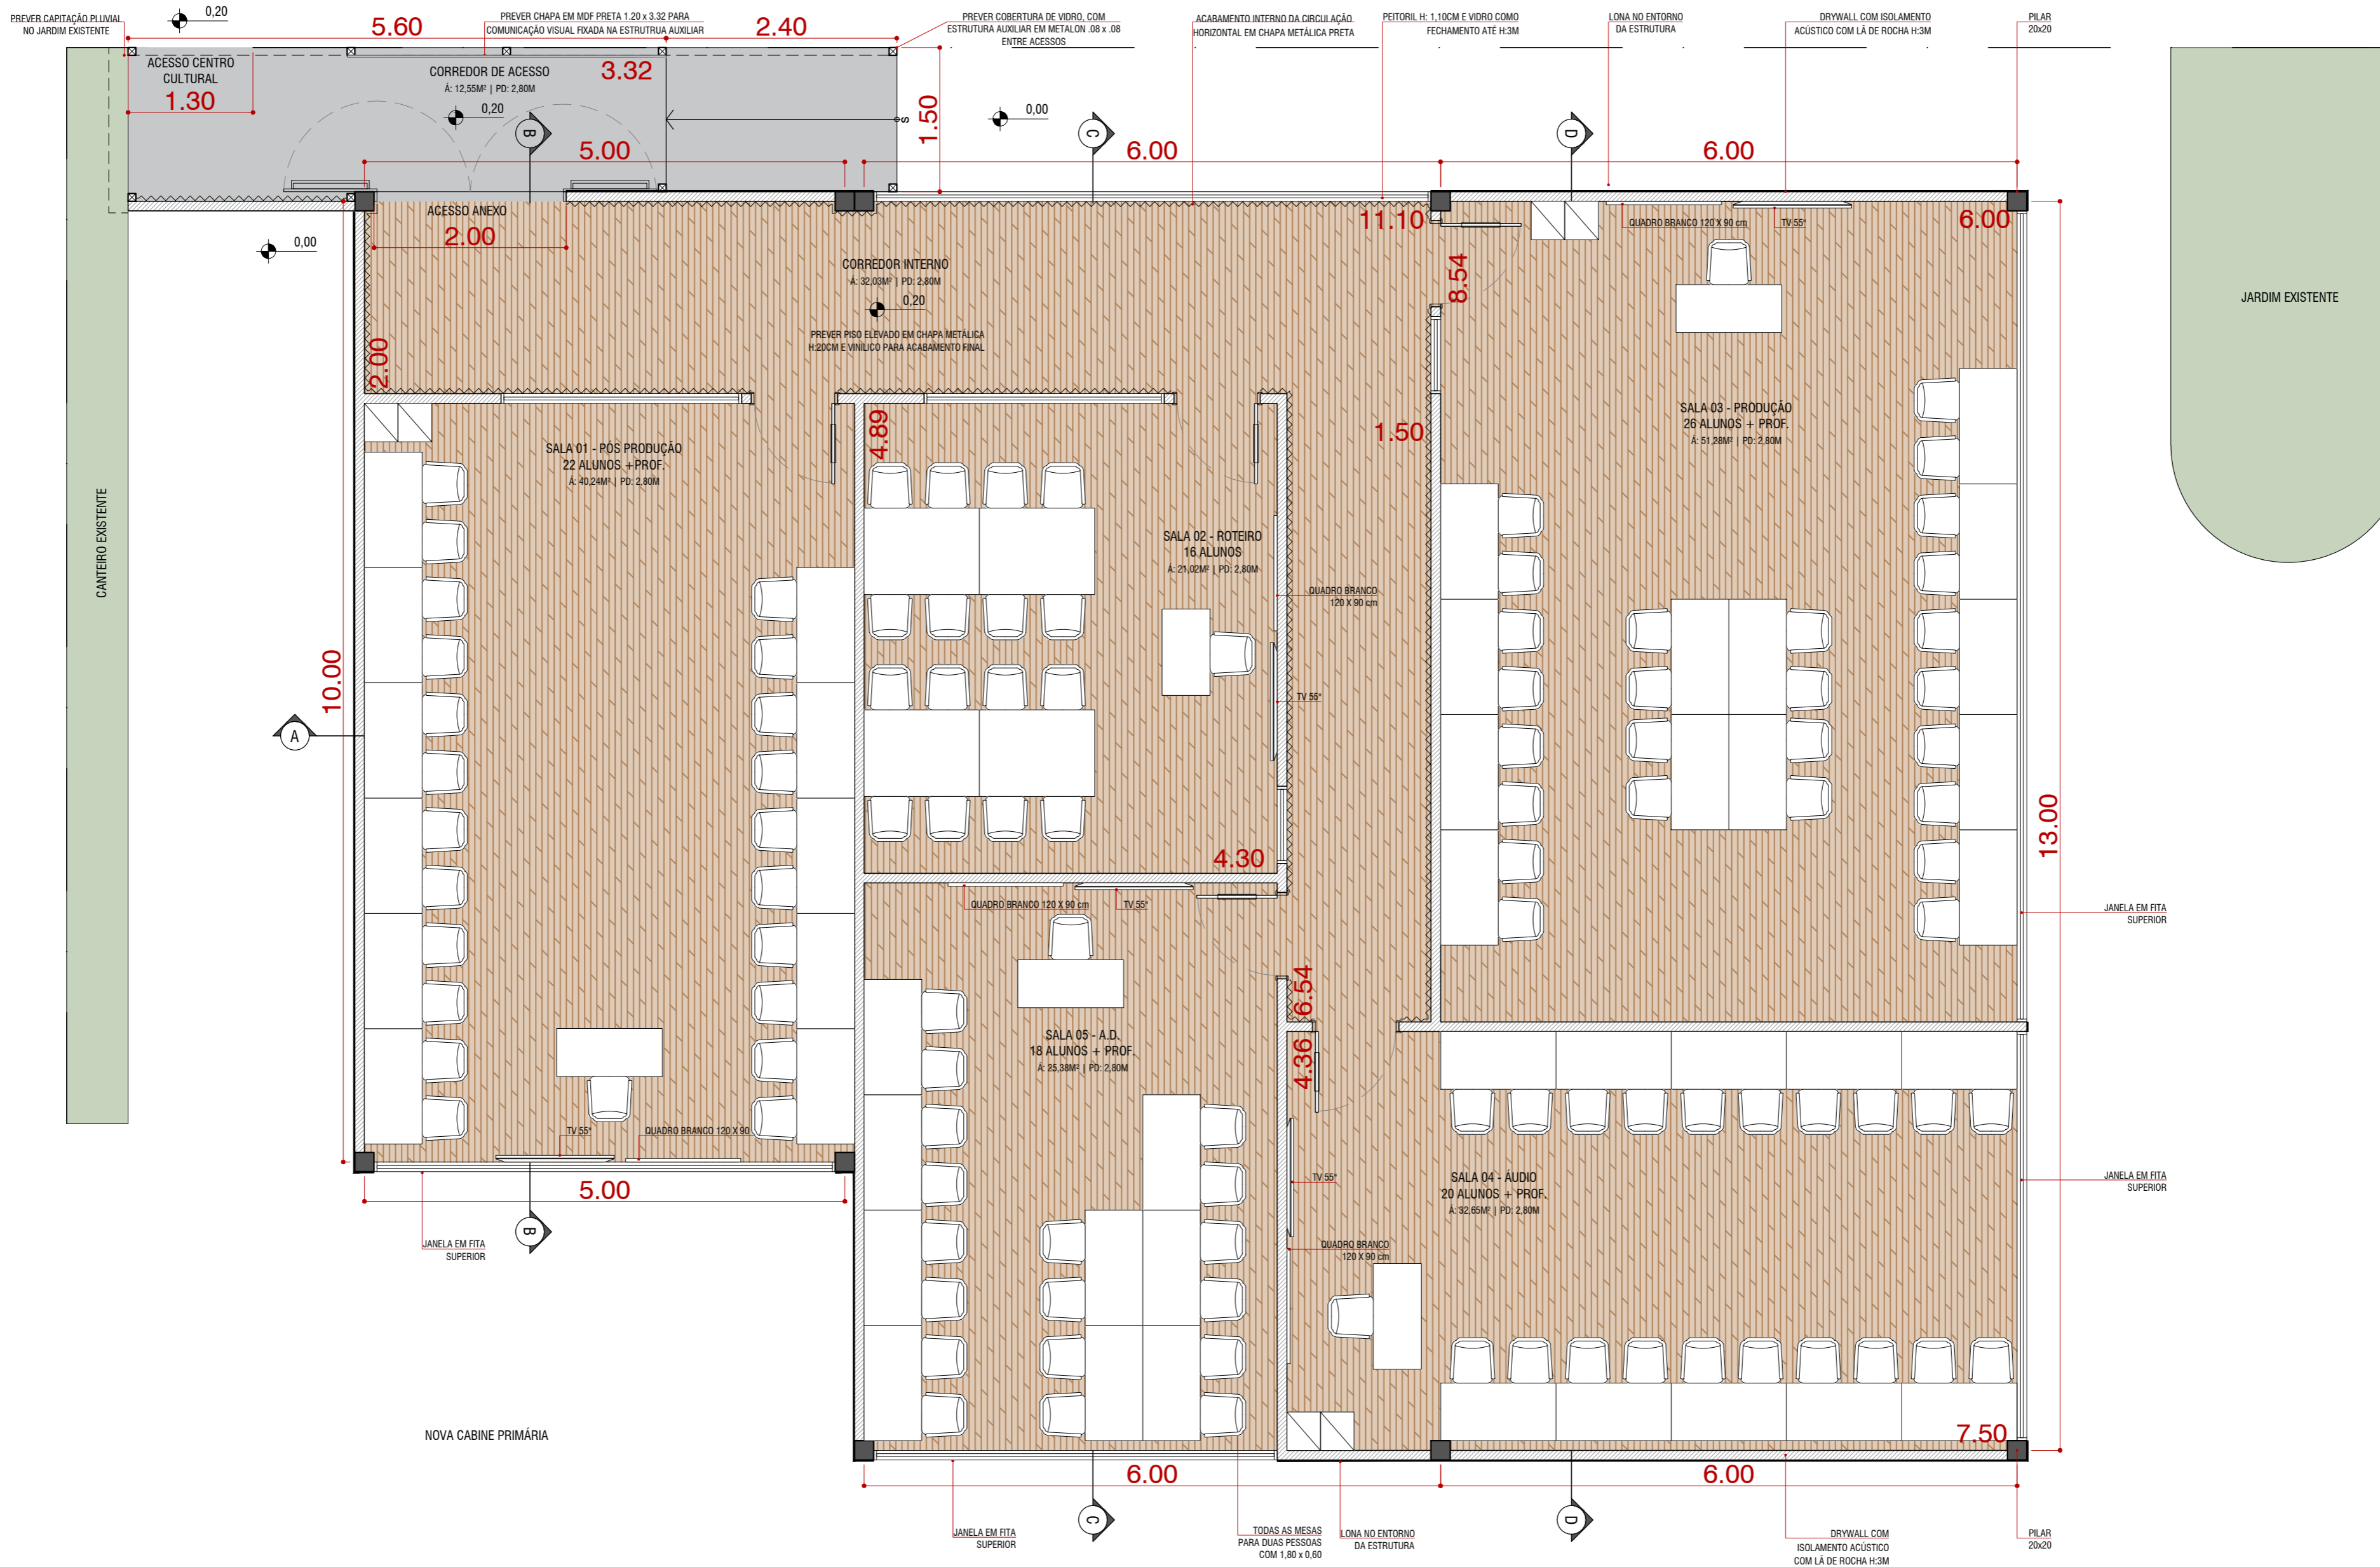 PREVER CAPITAÇÃO PLUVIAL
NO JARDIM EXISTENTE
0,20
5.60
PREVER CHAPA EM MDF PRETA 1.20 x 3.32 PARA
COMUNICAÇÃO VISUAL FIXADA NA ESTRUTRUA AUXILIAR
2.40
PREVER COBERTURA DE VIDRO, COM
ESTRUTURA AUXILIAR EM METALON .08 x .08
ENTRE ACESSOS
ACABAMENTO INTERNO DA CIRCULAÇÃO
HORIZONTAL EM CHAPA METÁLICA PRETA
PEITORIL H: 1,10CM E VIDRO COMO
FECHAMENTO ATÉ H:3M
LONA NO ENTORNO
DA ESTRUTURA
DRYWALL COM ISOLAMENTO
ACÚSTICO COM LÃ DE ROCHA H:3M
PILAR
20x20
ACESSO CENTRO
CULTURAL
1.30
CORREDOR DE ACESSO
Á: 12,55M² | PD: 2,80M
3.32
0,20
B
S
1.50
0,00
C
D
5.00
6.00
6.00
ACESSO ANEXO
2.00
0,00
11.10
QUADRO BRANCO 120 X 90 cm
TV 55"
6.00
CORREDOR INTERNO
Á: 32,03M² | PD: 2,80M
0,20
8.54
JARDIM EXISTENTE
PREVER PISO ELEVADO EM CHAPA METÁLICA
H:20CM E VINILICO PARA ACABAMENTO FINAL
2.00
4.89
1.50
SALA 03 - PRODUÇÃO
26 ALUNOS + PROF.
Á: 51,28M² | PD: 2,80M
SALA 01 - PÓS PRODUÇÃO
22 ALUNOS +PROF.
Á: 40,24M² | PD: 2,80M
CANTEIRO EXISTENTE
SALA 02 - ROTEIRO
16 ALUNOS
Á: 21,02M² | PD: 2,80M
QUADRO BRANCO
120 X 90 cm
10.00
TV 55"
A
13.00
4.30
QUADRO BRANCO 120 X 90 cm
TV 55"
JANELA EM FITA
SUPERIOR
6.54
SALA 05 - A.D.
18 ALUNOS + PROF.
Á: 25,38M² | PD: 2,80M
4.36
TV 55"
QUADRO BRANCO 120 X 90
TV 55"
SALA 04 - ÁUDIO
20 ALUNOS + PROF.
Á: 32,65M² | PD: 2,80M
JANELA EM FITA
SUPERIOR
5.00
B
JANELA EM FITA
SUPERIOR
QUADRO BRANCO
120 X 90 cm
NOVA CABINE PRIMÁRIA
7.50
6.00
6.00
C
D
JANELA EM FITA
SUPERIOR
TODAS AS MESAS
PARA DUAS PESSOAS
COM 1,80 x 0,60
LONA NO ENTORNO
DA ESTRUTURA
DRYWALL COM
ISOLAMENTO ACÚSTICO
COM LÃ DE ROCHA H:3M
PILAR
20x20